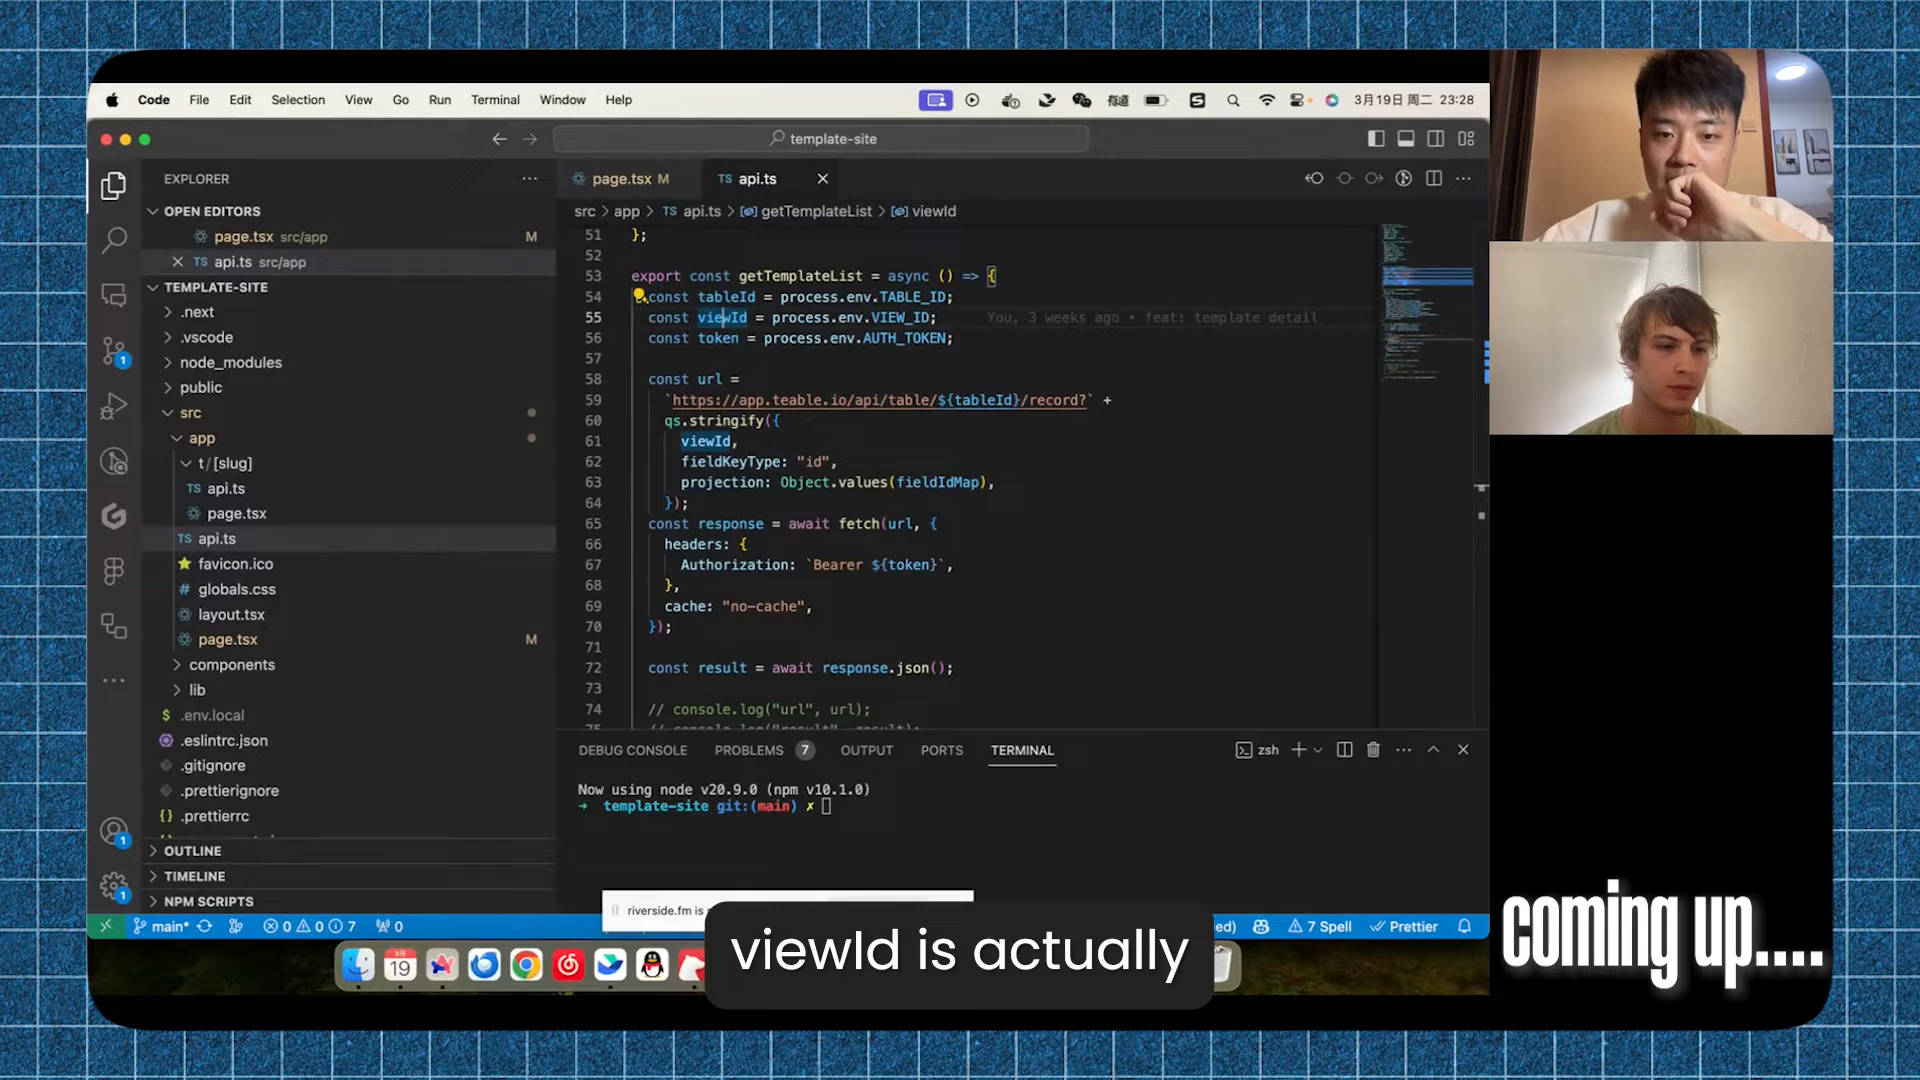 Code File Edit Selection View Go Run Terminal Window Help
有道
3月19日 周二 23:28
template-site
EXPLORER
OPEN EDITORS
page.tsx src/app M
api.ts src/app
TEMPLATE-SITE
.next
.vscode
node_modules
public
src
app
t/[slug]
TS api.ts
page.tsx
TS api.ts
favicon.ico
# globals.css
layout.tsx
page.tsx M
components
lib
$ .env.local
.eslintrc.json
.gitignore
.prettierignore
{} .prettierrc
OUTLINE
TIMELINE
NPM SCRIPTS
page.tsx M
TS api.ts
src > app > TS api.ts > getTemplateList > viewId
51 };
52
53 export const getTemplateList = async () => {
54 const tableId = process.env.TABLE_ID;
55 const viewId = process.env.VIEW_ID; You, 3 weeks ago • feat: template detail
56 const token = process.env.AUTH_TOKEN;
57
58 const url =
59 `https://app.teable.io/api/table/${tableId}/record?` +
60 qs.stringify({
61 viewId,
62 fieldKeyType: "id",
63 projection: Object.values(fieldIdMap),
64 });
65 const response = await fetch(url, {
66 headers: {
67 Authorization: `Bearer ${token}`,
68 },
69 cache: "no-cache",
70 });
71
72 const result = await response.json();
73
74 // console.log("url", url);
75 // console.log("result", result);
DEBUG CONSOLE PROBLEMS 7 OUTPUT PORTS TERMINAL
zsh
Now using node v20.9.0 (npm v10.1.0)
→ template-site git:(main) ✗
riverside.fm is
main* 0 0 7 0
7 Spell Prettier
19
viewId is actually
coming up....